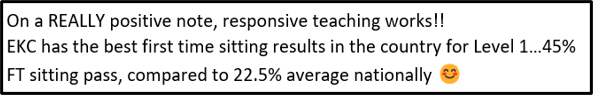 On a REALLY positive note, responsive teaching works!!
EKC has the best first time sitting results in the country for Level 1...45%
FT sitting pass, compared to 22.5% average nationally 😊